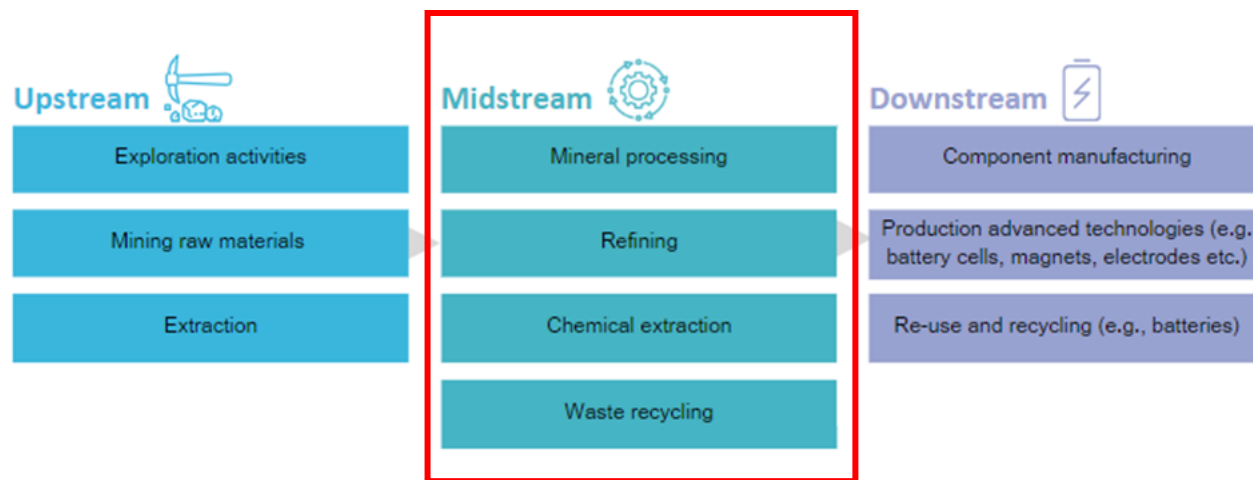 Upstream
Exploration activities
Mining raw materials
Extraction
Midstream
Mineral processing
Refining
Chemical extraction
Waste recycling
Downstream
Component manufacturing
Production advanced technologies (e.g.
battery cells, magnets, electrodes etc.)
Re-use and recycling (e.g., batteries)